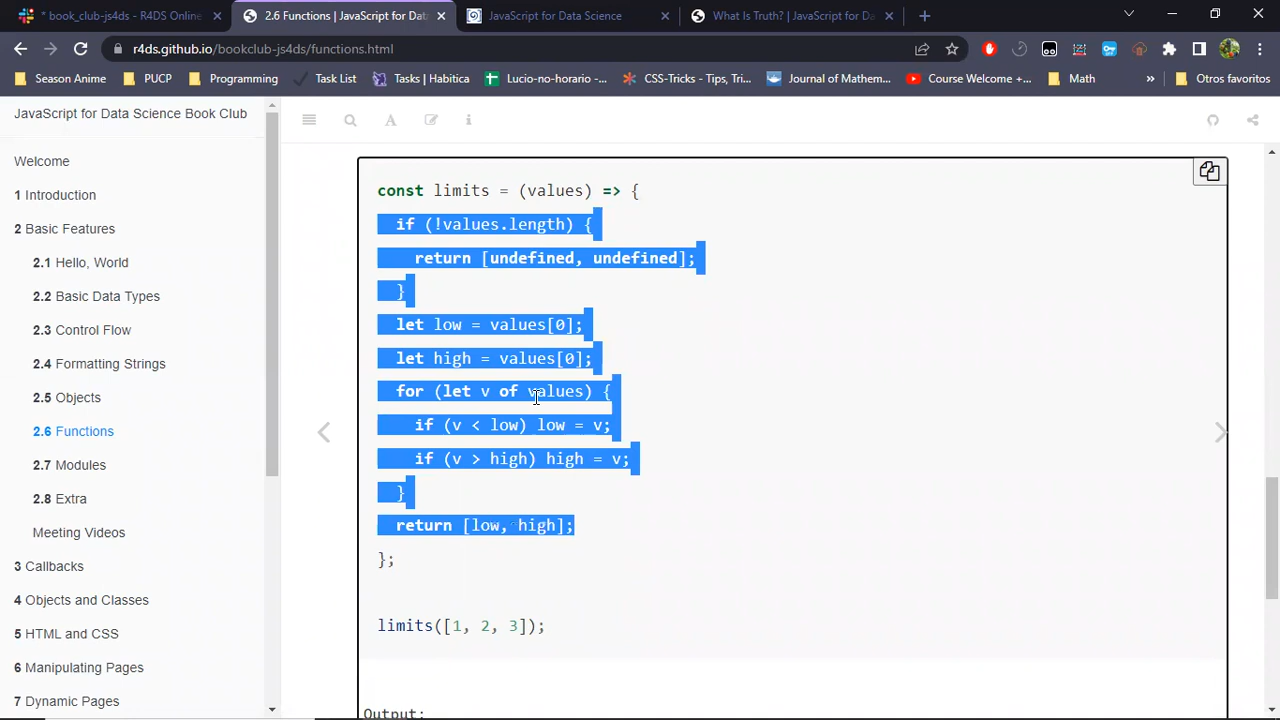 * book_club-js4ds - R4DS Online
2.6 Functions | JavaScript for Dat
JavaScript for Data Science
What Is Truth? | JavaScript for Da
r4ds.github.io/bookclub-js4ds/functions.html
Season Anime
PUCP
Programming
Task List
Tasks | Habitica
Lucio-no-horario -...
CSS-Tricks - Tips, Tri...
Journal of Mathem...
Course Welcome +...
Math
»
Otros favoritos
JavaScript for Data Science Book Club
Welcome
1 Introduction
2 Basic Features
2.1 Hello, World
2.2 Basic Data Types
2.3 Control Flow
2.4 Formatting Strings
2.5 Objects
2.6 Functions
2.7 Modules
2.8 Extra
Meeting Videos
3 Callbacks
4 Objects and Classes
5 HTML and CSS
6 Manipulating Pages
7 Dynamic Pages
const limits = (values) => {
if (!values.length) {
return [undefined, undefined];
}
let low = values[0];
let high = values[0];
for (let v of values) {
if (v < low) low = v;
if (v > high) high = v;
}
return [low, high];
};
limits([1, 2, 3]);
Output: